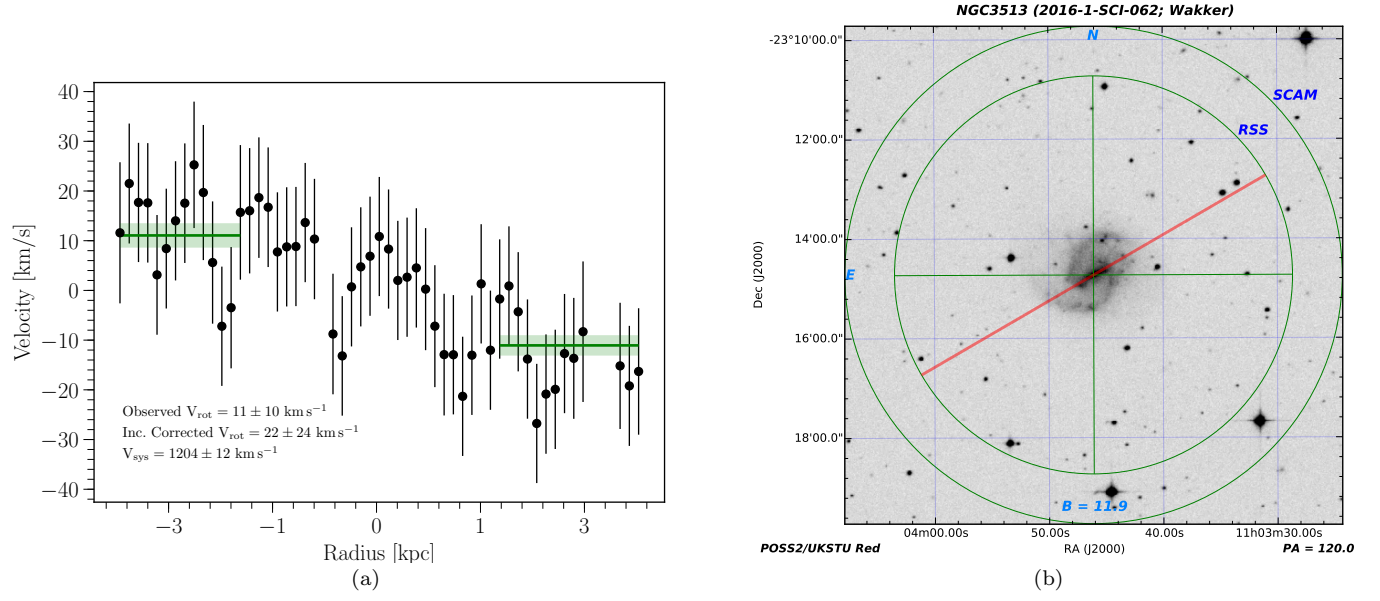 40
30
20
10
0
−10
−20
−30
−40
Velocity [km/s]
Observed Vrot = 11 ± 10 km s−1
Inc. Corrected Vrot = 22 ± 24 km s−1
Vsys = 1204 ± 12 km s−1
−3 −1 0 1 3
Radius [kpc]
(a)
NGC3513 (2016-1-SCI-062; Wakker)
-23°10'00.0"
N
SCAM
RSS
12'00.0"
14'00.0"
E
Dec (J2000)
16'00.0"
18'00.0"
B = 11.9
04m00.00s 50.00s 40.00s 11h03m30.00s
POSS2/UKSTU Red RA (J2000) PA = 120.0
(b)